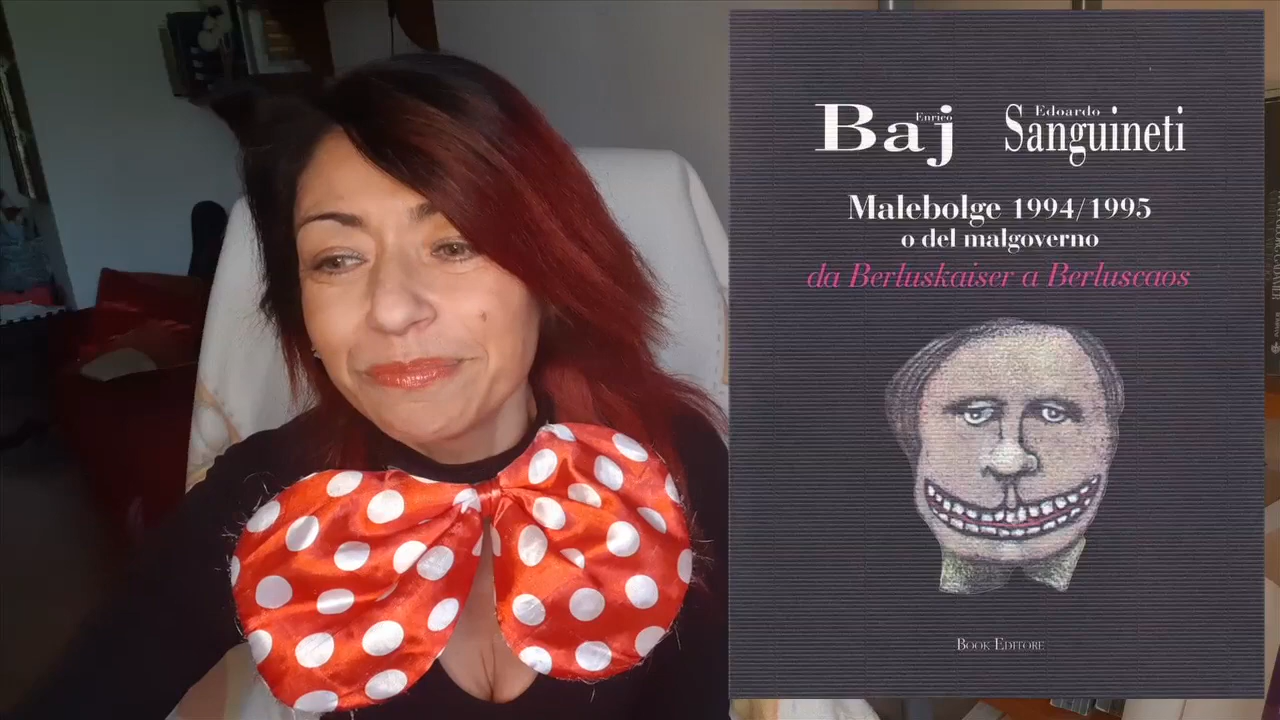 Enrico
Baj
Edoardo
Sanguineti
Malebolge 1994/1995
o del malgoverno
da Berluskaiser a Berluscaos
BOOK EDITORE